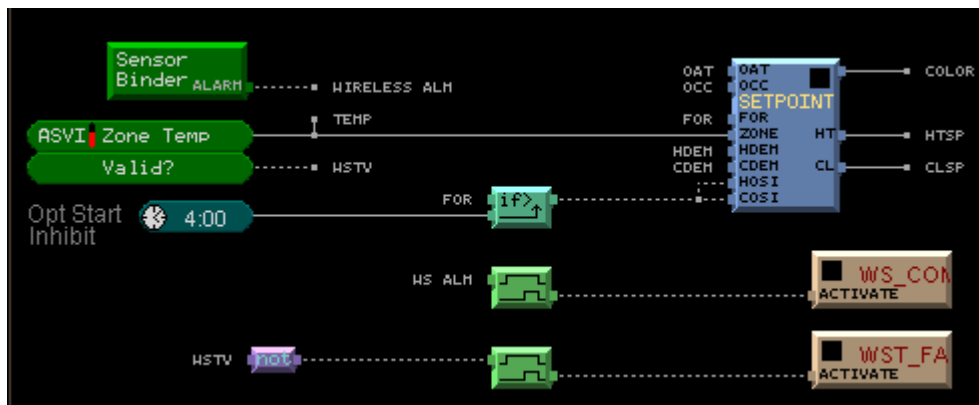 Sensor
Binder ALARM
WIRELESS ALM
TEMP
ASVI Zone Temp
Valid?
WSTV
Opt Start
Inhibit
4:00
FOR
if>
OAT
OCC
FOR
HDEM
CDEM
OAT
OCC
SETPOINT
FOR
ZONE HT
HDEM
CDEM CL
HOSI
COSI
COLOR
HTSP
CLSP
WS ALM
WS_COM
ACTIVATE
WSTV
not
WST_FA
ACTIVATE